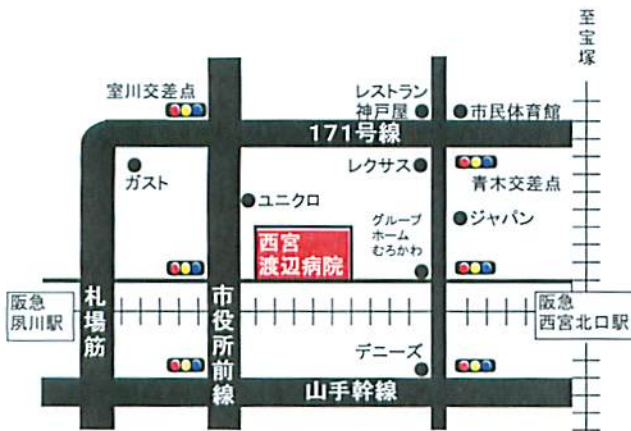 至宝塚
室川交差点
レストラン
神戸屋
市民体育館
171号線
ガスト
レクサス
青木交差点
ユニクロ
グループ
ホーム
むろかわ
ジャパン
西宮
渡辺病院
阪急
夙川駅
札場筋
市役所前線
阪急
西宮北口駅
デニーズ
山手幹線